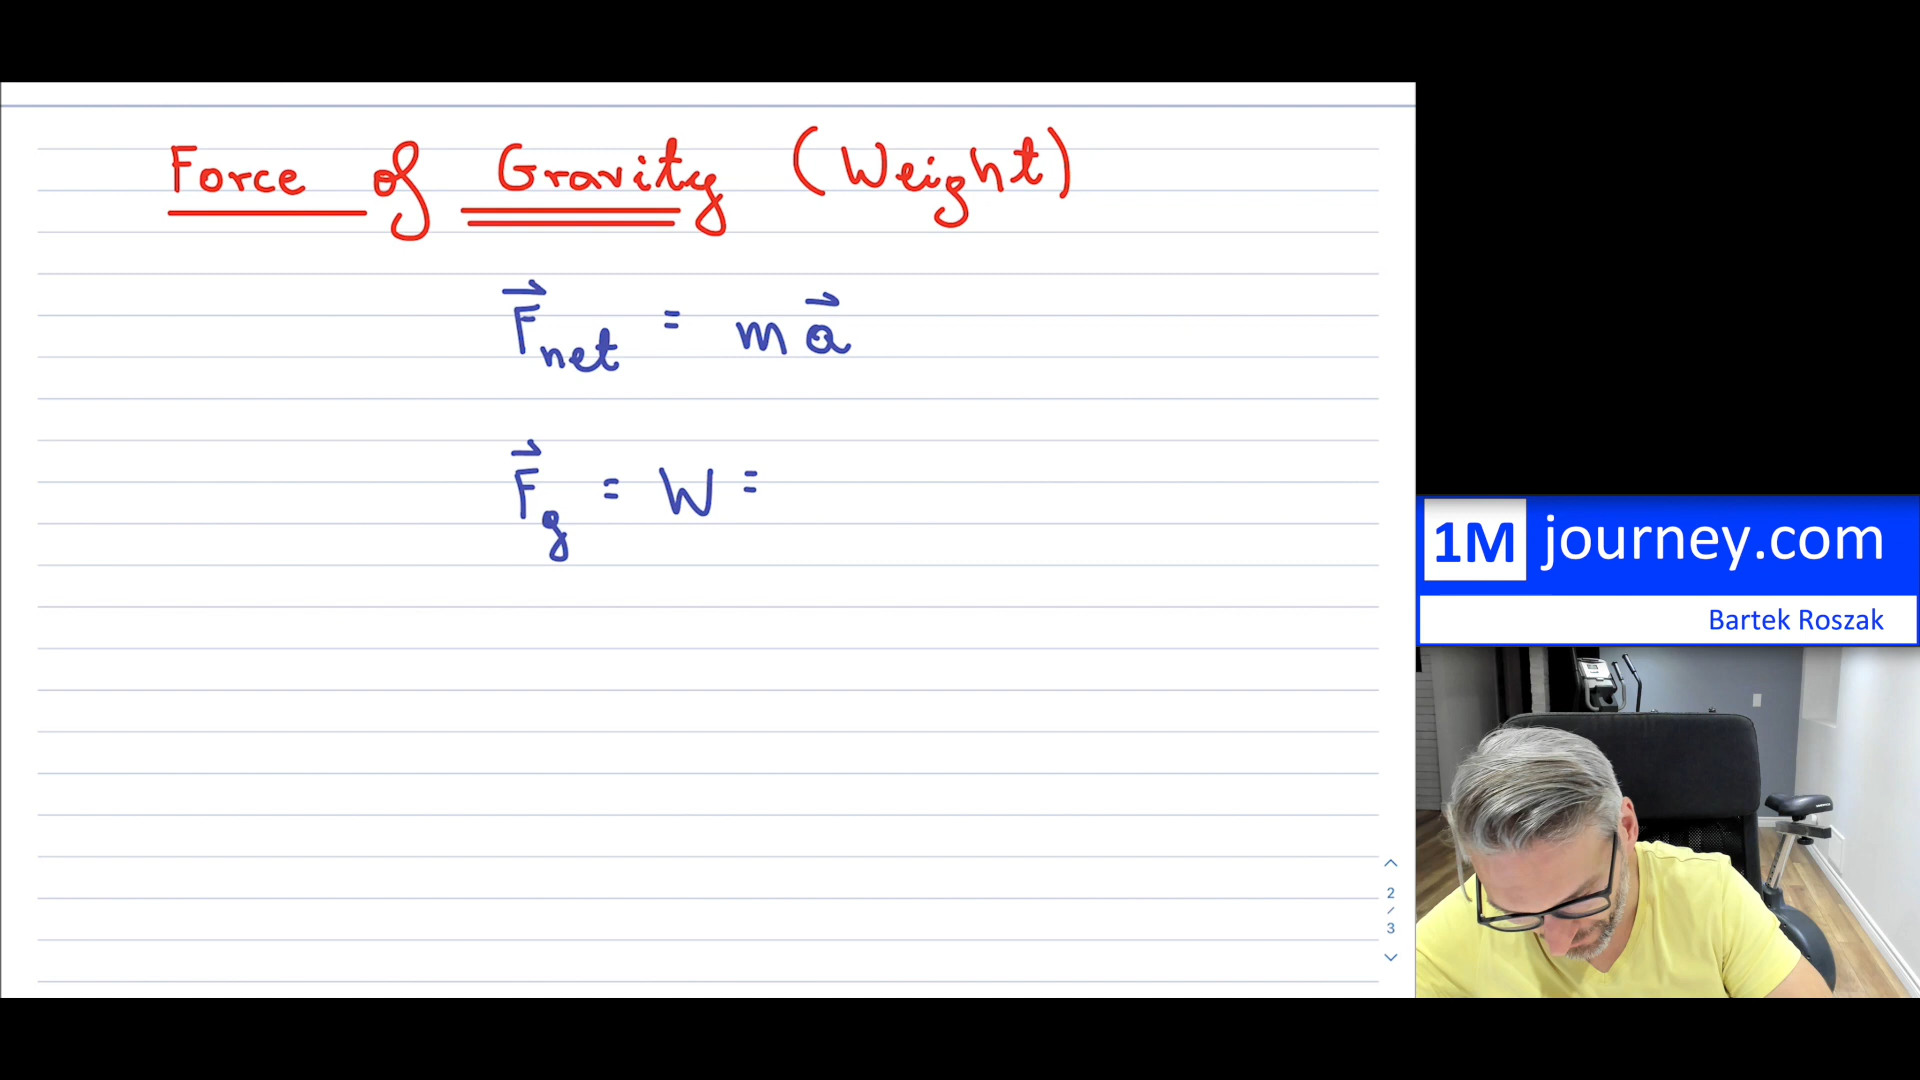 Force of Gravity (Weight)
F⃗net = ma⃗
F⃗g = W =
1M journey.com
Bartek Roszak
2
/
3